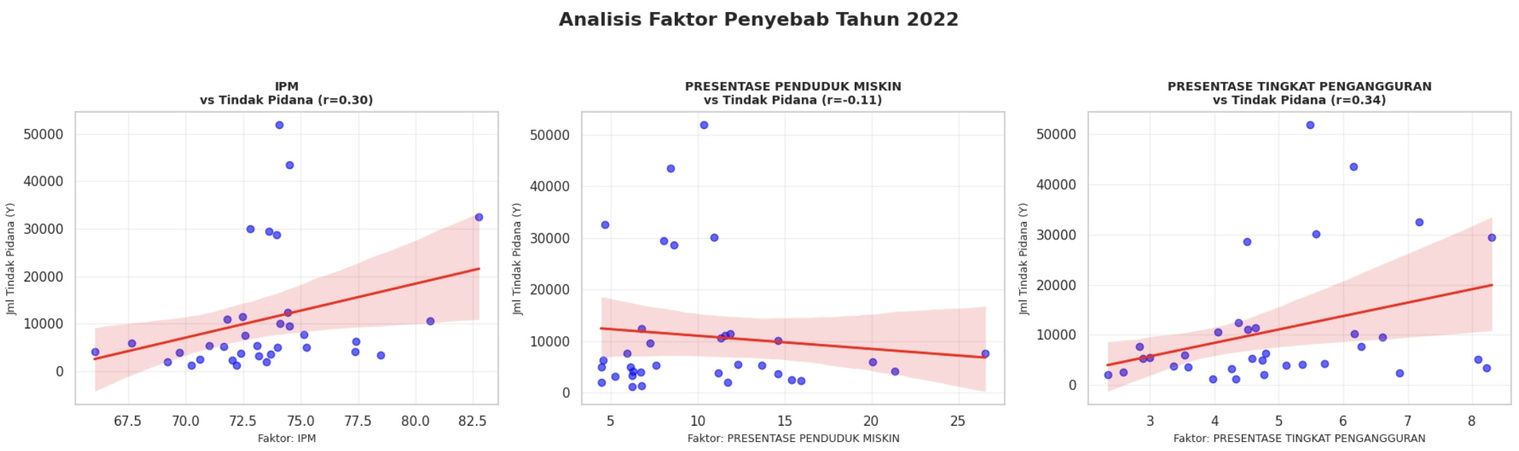 Analisis Faktor Penyebab Tahun 2022
IPM
vs Tindak Pidana (r=0.30)
Jml Tindak Pidana (Y)
50000
40000
30000
20000
10000
0
67.5 70.0 72.5 75.0 77.5 80.0 82.5
Faktor: IPM
PRESENTASE PENDUDUK MISKIN
vs Tindak Pidana (r=-0.11)
Jml Tindak Pidana (Y)
50000
40000
30000
20000
10000
0
5 10 15 20 25
Faktor: PRESENTASE PENDUDUK MISKIN
PRESENTASE TINGKAT PENGANGGURAN
vs Tindak Pidana (r=0.34)
Jml Tindak Pidana (Y)
50000
40000
30000
20000
10000
0
3 4 5 6 7 8
Faktor: PRESENTASE TINGKAT PENGANGGURAN